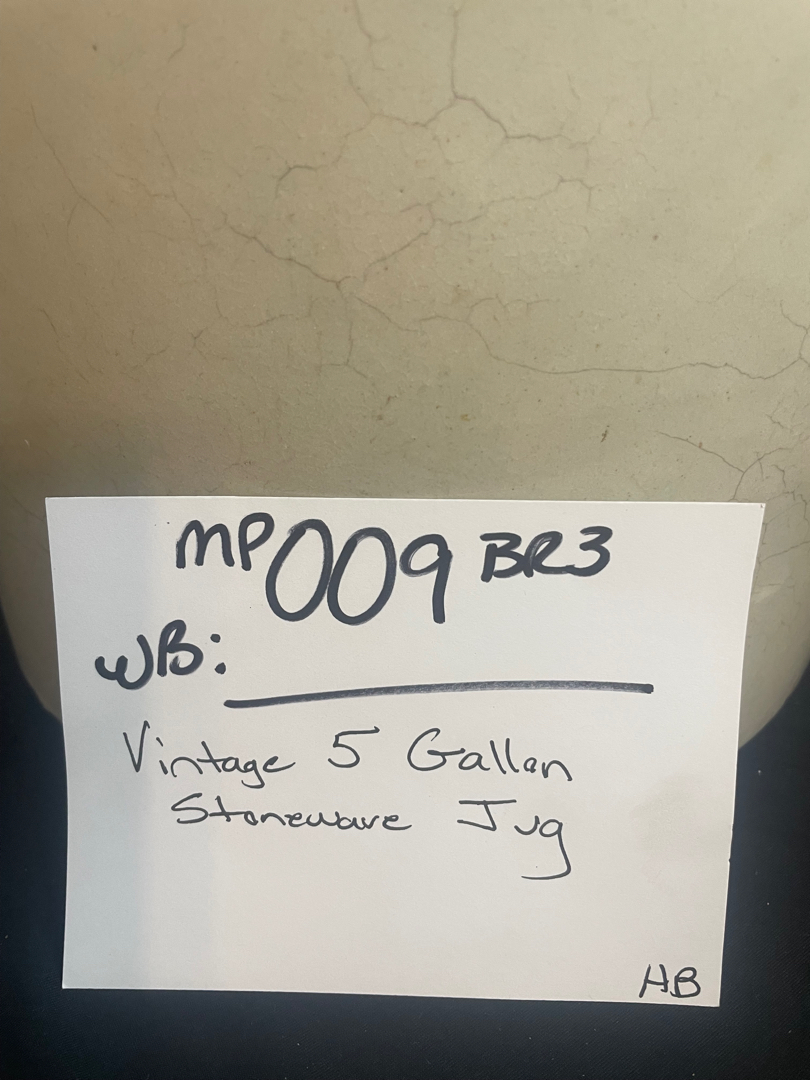 MP009 BR3
WB:
Vintage 5 Gallon
Stoneware Jug
HB